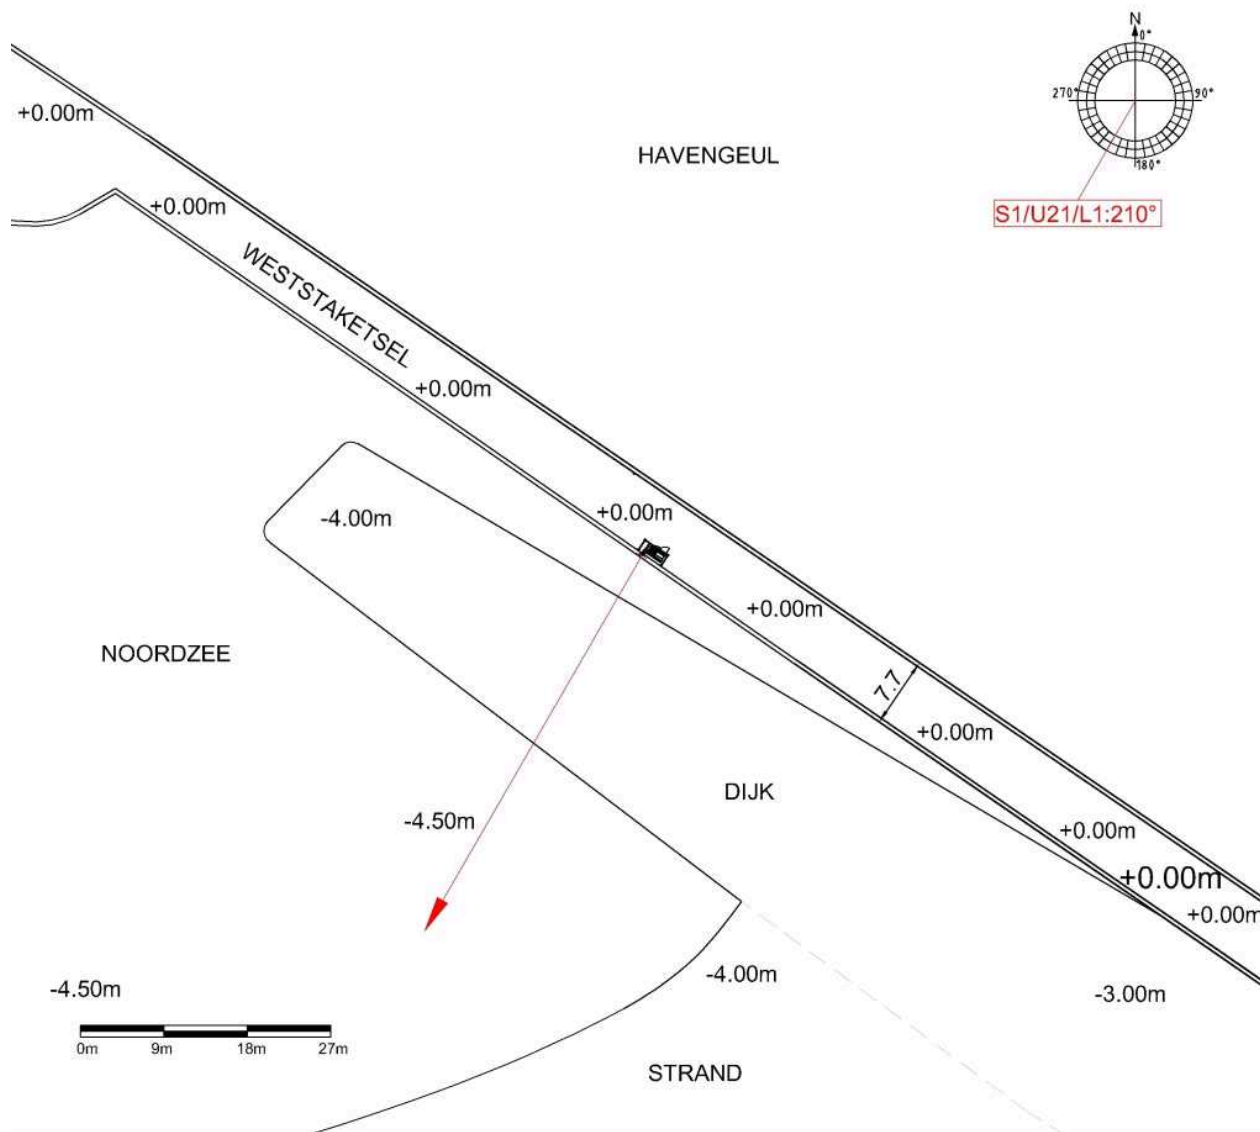 N
0°
+0.00m
270°
90°
HAVENGEUL
180°
+0.00m
S1/U21/L1:210°
WESTSTAKETSEL
+0.00m
+0.00m
-4.00m
+0.00m
NOORDZEE
7.7
+0.00m
DIJK
-4.50m
+0.00m
+0.00m
+0.00m
-4.00m
-4.50m
-3.00m
0m 9m 18m 27m
STRAND